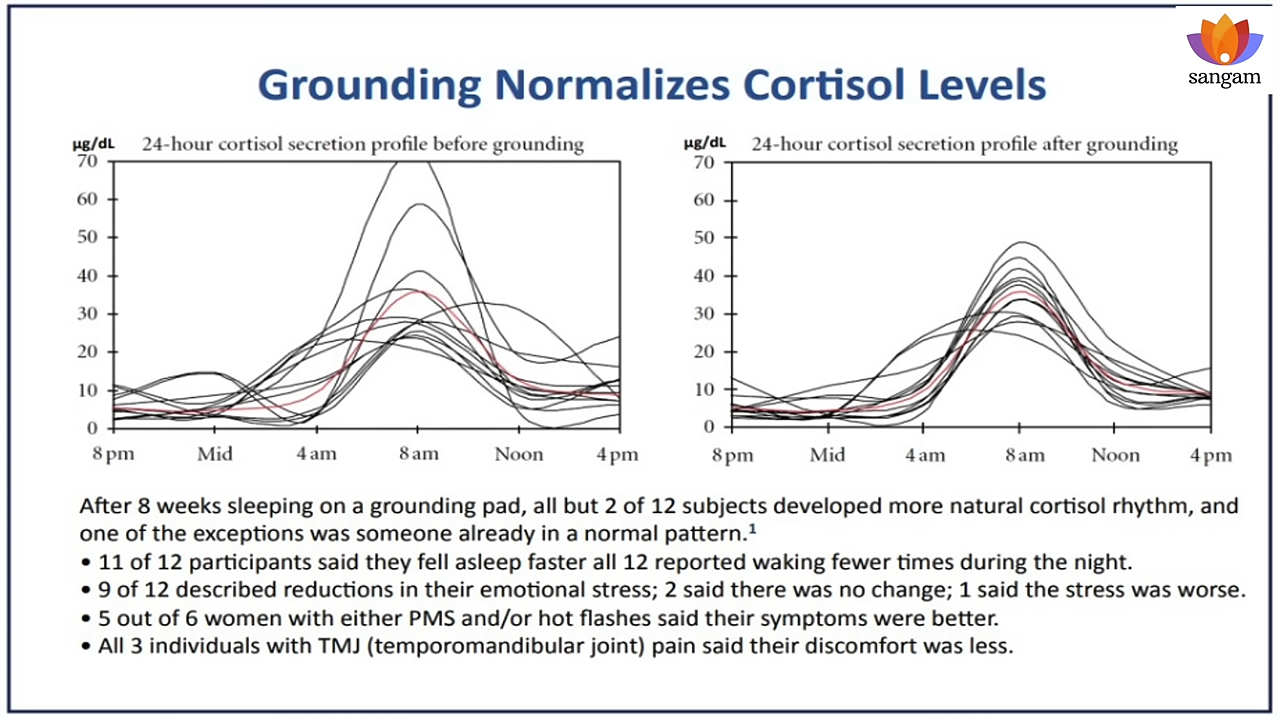 sangam
Grounding Normalizes Cortisol Levels
µg/dL 24-hour cortisol secretion profile before grounding
70
60
50
40
30
20
10
0
8 pm Mid 4 am 8 am Noon 4 pm
µg/dL 24-hour cortisol secretion profile after grounding
70
60
50
40
30
20
10
0
8 pm Mid 4 am 8 am Noon 4 pm
After 8 weeks sleeping on a grounding pad, all but 2 of 12 subjects developed more natural cortisol rhythm, and
one of the exceptions was someone already in a normal pattern.¹
• 11 of 12 participants said they fell asleep faster all 12 reported waking fewer times during the night.
• 9 of 12 described reductions in their emotional stress; 2 said there was no change; 1 said the stress was worse.
• 5 out of 6 women with either PMS and/or hot flashes said their symptoms were better.
• All 3 individuals with TMJ (temporomandibular joint) pain said their discomfort was less.